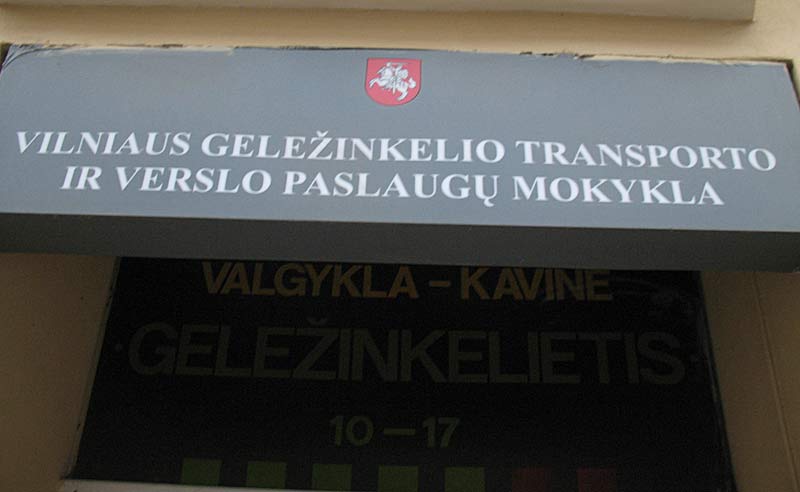 VILNIAUS GELEŽINKELIO TRANSPORTO
IR VERSLO PASLAUGŲ MOKYKLA
VALGYKLA – KAVINĖ
·GELEŽINKELIETIS·
10 – 17